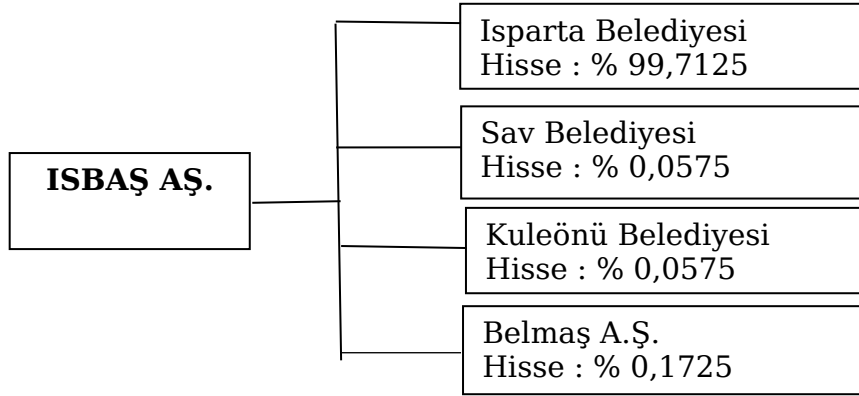 ISBAŞ AŞ.
Isparta Belediyesi
Hisse : % 99,7125
Sav Belediyesi
Hisse : % 0,0575
Kuleönü Belediyesi
Hisse : % 0,0575
Belmaş A.Ş.
Hisse : % 0,1725